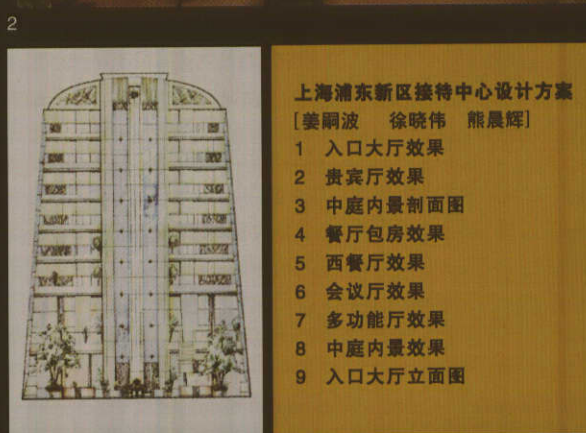 2
上海浦东新区接待中心设计方案
[姜嗣波 徐晓伟 熊晨辉]
1 入口大厅效果
2 贵宾厅效果
3 中庭内景剖面图
4 餐厅包房效果
5 西餐厅效果
6 会议厅效果
7 多功能厅效果
8 中庭内景效果
9 入口大厅立面图